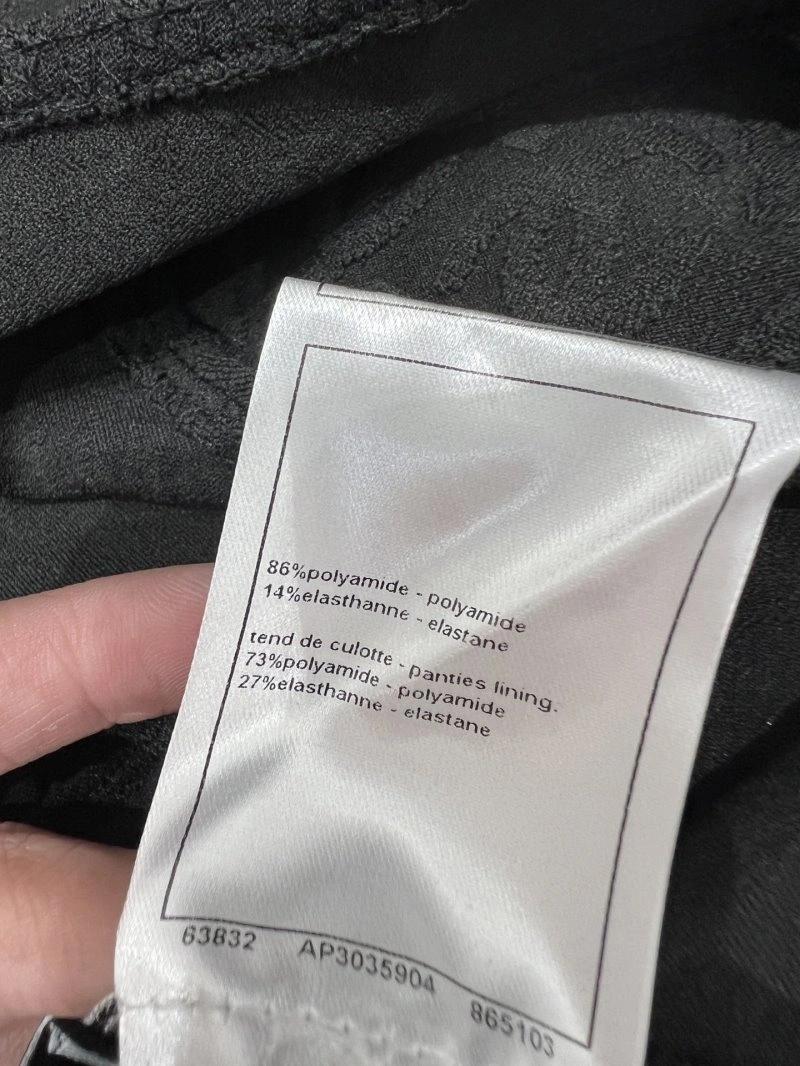 86%polyamide - polyamide
14%elasthanne - elastane
tend de culotte - panties lining.
73%polyamide - polyamide
27%elasthanne - elastane
63832 AP3035904 865103